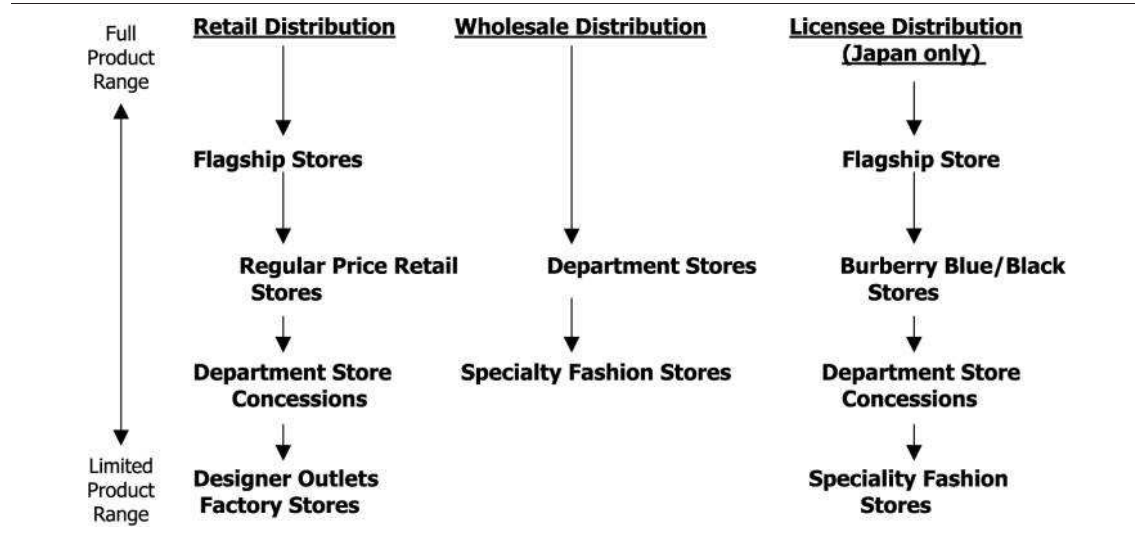 Full
Product
Range
Retail Distribution
Wholesale Distribution
Licensee Distribution
(Japan only)
Flagship Stores
Flagship Store
Regular Price Retail
Stores
Department Stores
Burberry Blue/Black
Stores
Department Store
Concessions
Specialty Fashion Stores
Department Store
Concessions
Limited
Product
Range
Designer Outlets
Factory Stores
Speciality Fashion
Stores